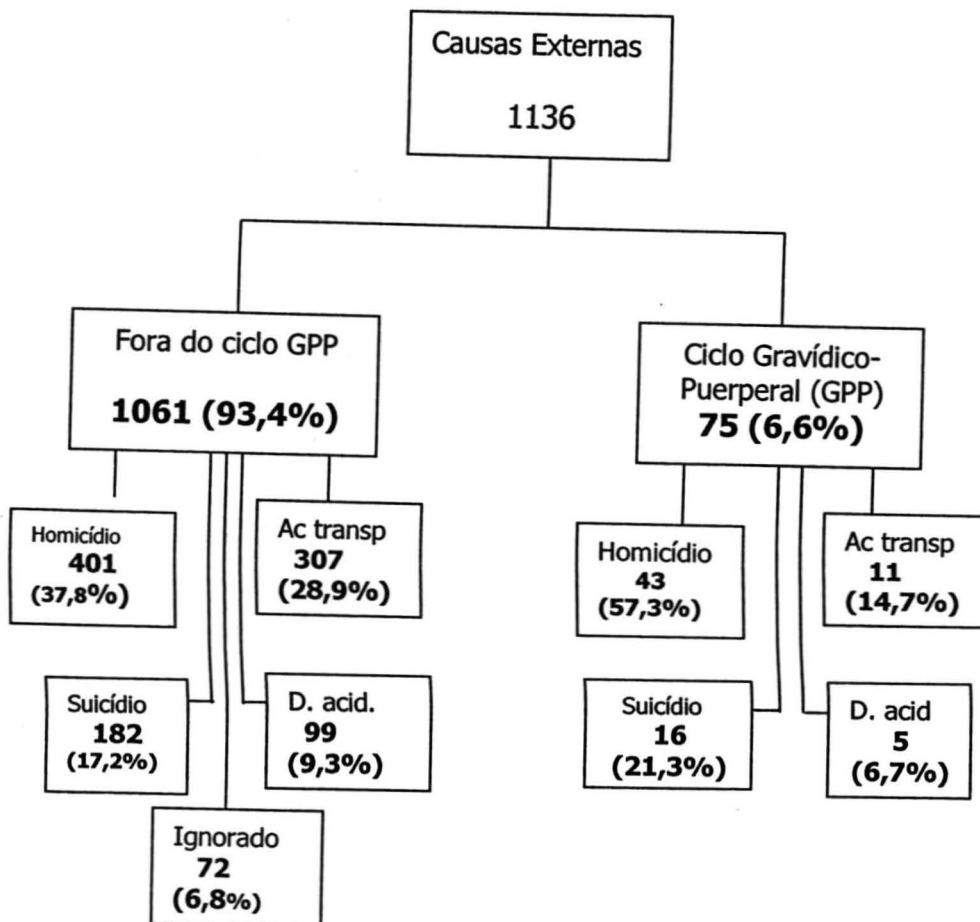 Causas Externas
1136
Fora do ciclo GPP
1061 (93,4%)
Ciclo Gravídico-
Puerperal (GPP)
75 (6,6%)
Homicídio
401
(37,8%)
Ac transp
307
(28,9%)
Homicídio
43
(57,3%)
Ac transp
11
(14,7%)
Suicídio
182
(17,2%)
D. acid.
99
(9,3%)
Suicídio
16
(21,3%)
D. acid
5
(6,7%)
Ignorado
72
(6,8%)